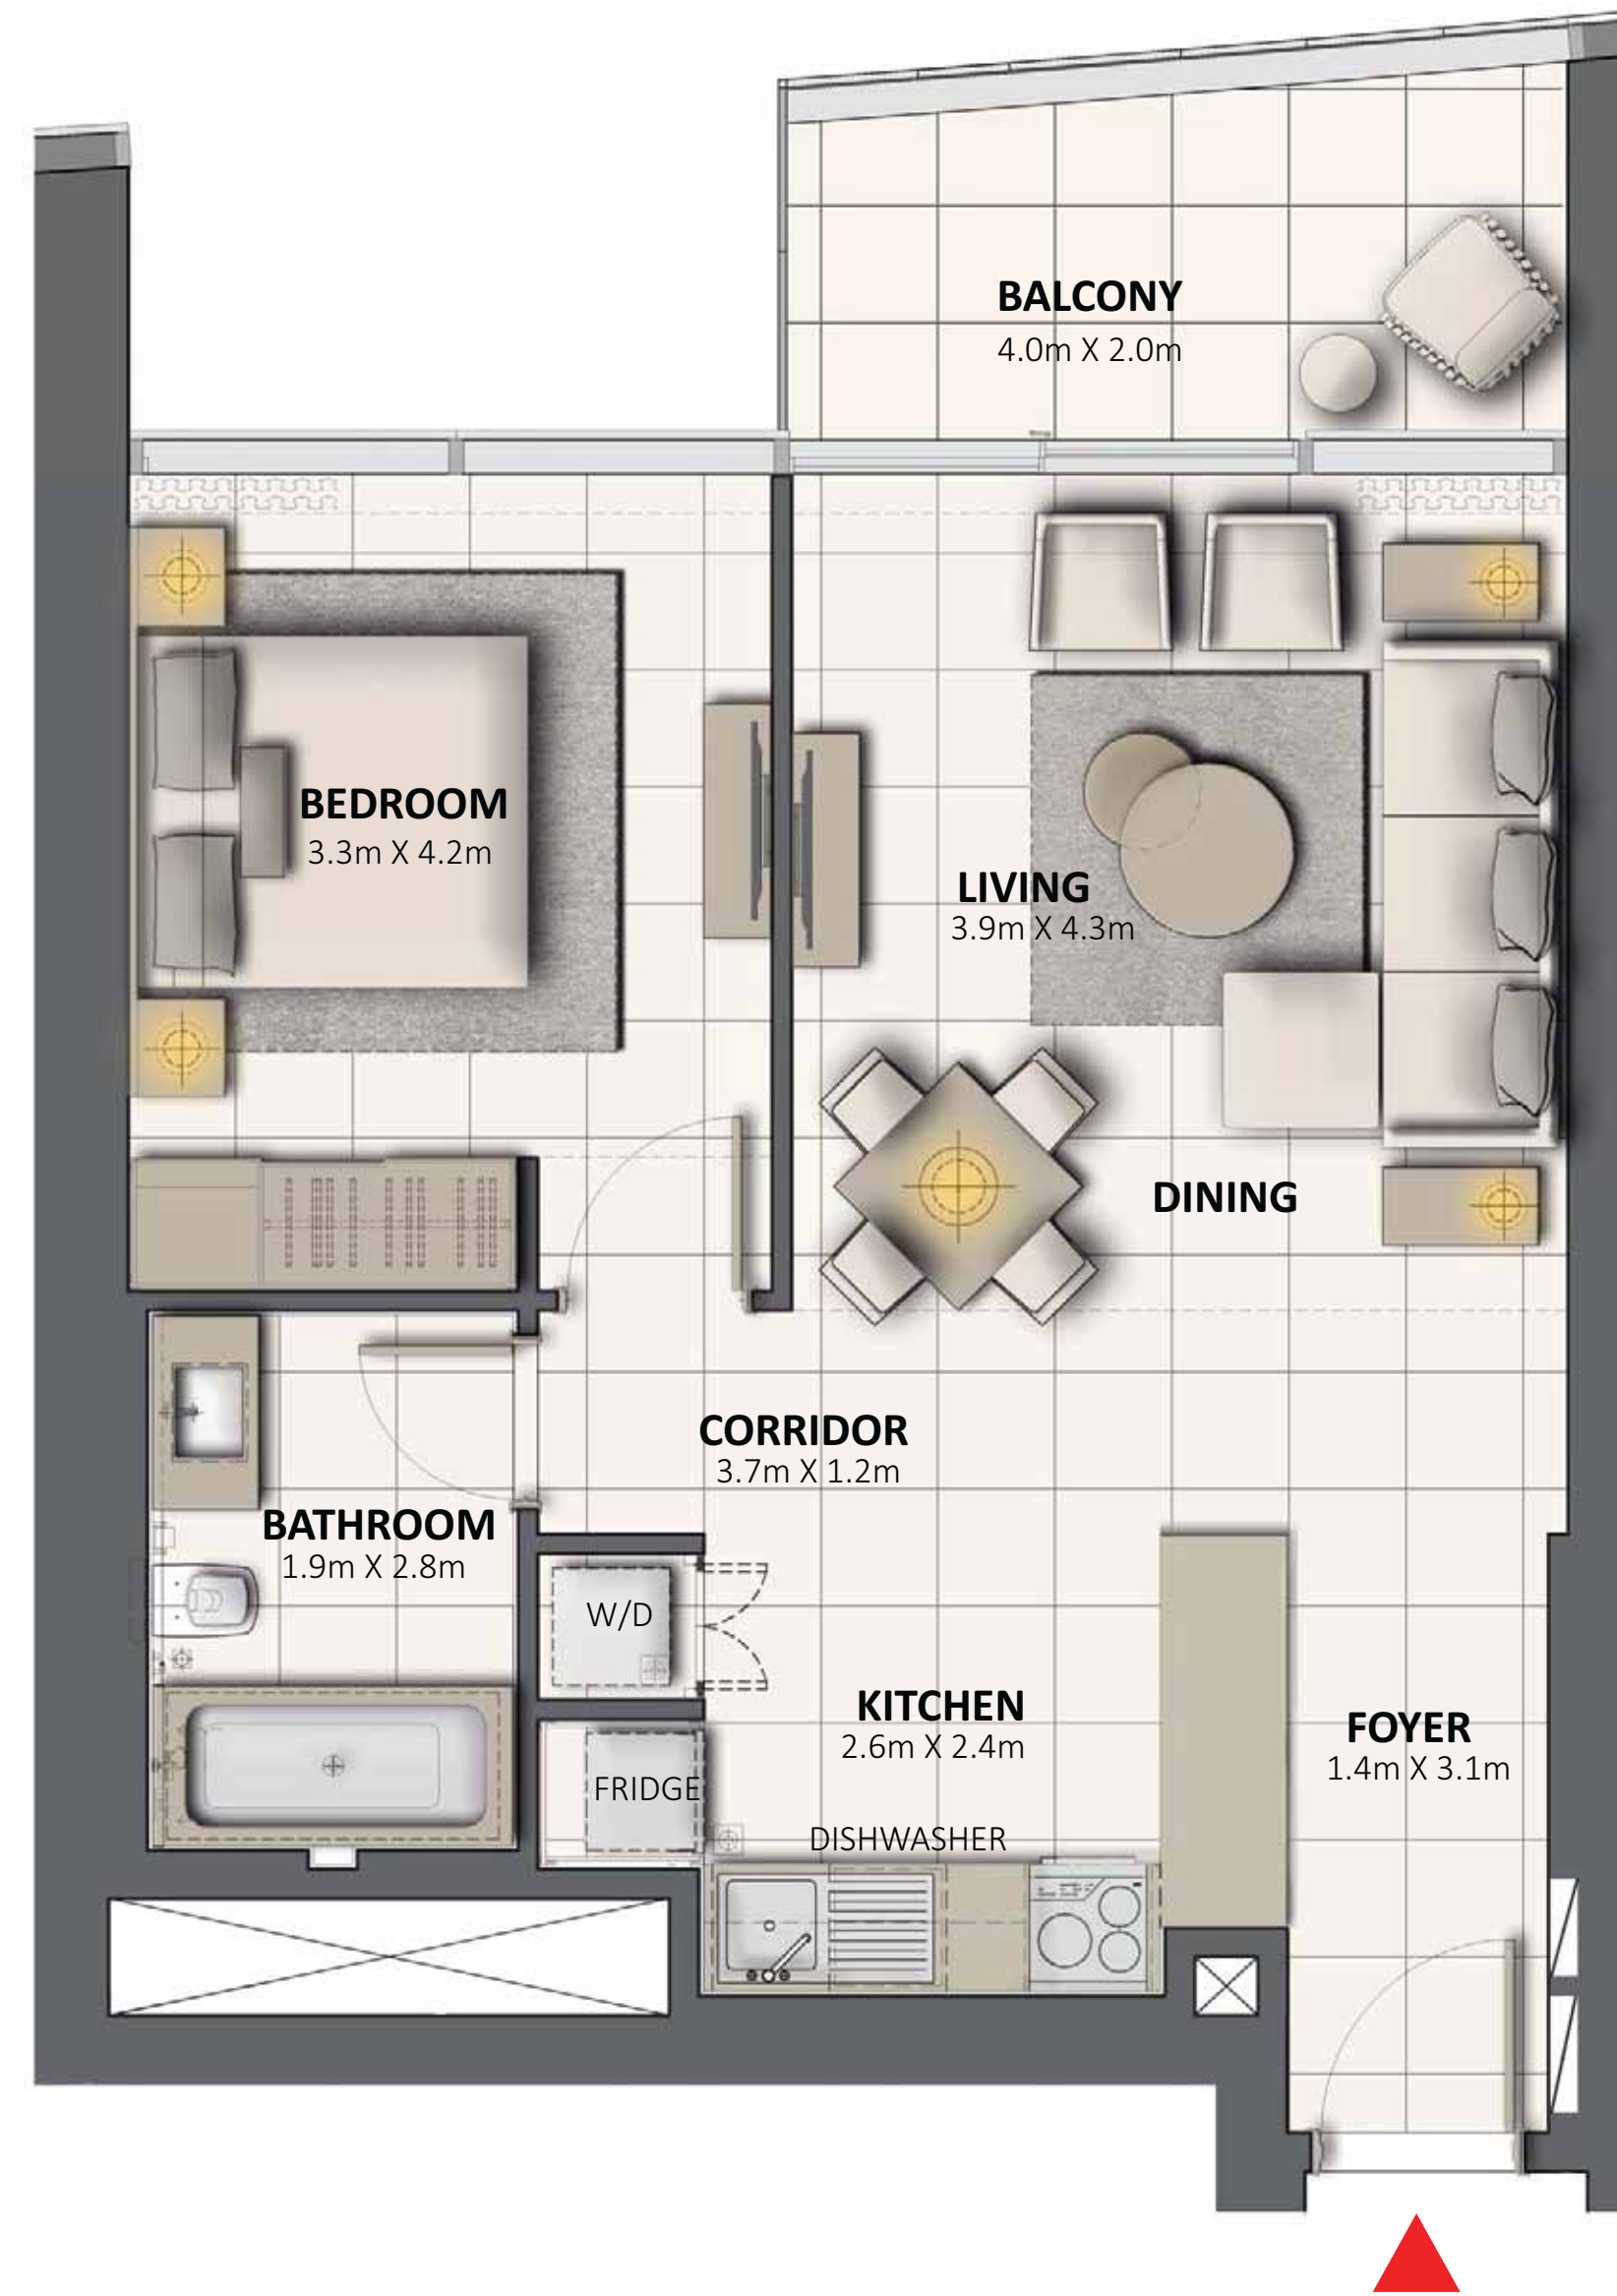 BALCONY
4.0m X 2.0m
BEDROOM
3.3m X 4.2m
LIVING
3.9m X 4.3m
DINING
CORRIDOR
3.7m X 1.2m
BATHROOM
1.9m X 2.8m
W/D
KITCHEN
2.6m X 2.4m
FOYER
1.4m X 3.1m
FRIDGE
DISHWASHER